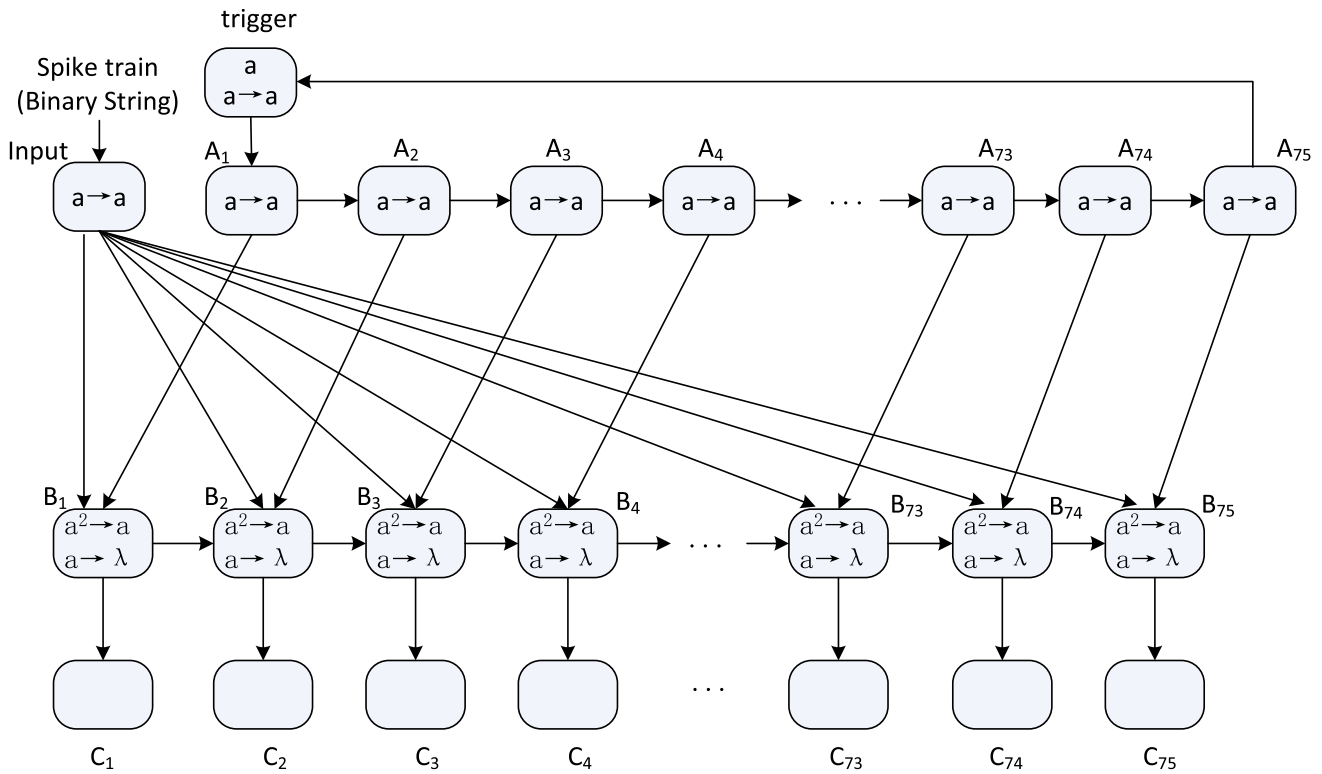 trigger
a
a→a
Spike train
(Binary String)
Input
a→a
A₁
a→a
A₂
a→a
A₃
a→a
A₄
a→a
...
A₇₃
a→a
A₇₄
a→a
A₇₅
a→a
B₁
a²→a
a→λ
B₂
a²→a
a→λ
B₃
a²→a
a→λ
B₄
a²→a
a→λ
...
B₇₃
a²→a
a→λ
B₇₄
a²→a
a→λ
B₇₅
a²→a
a→λ
...
C₁
C₂
C₃
C₄
C₇₃
C₇₄
C₇₅